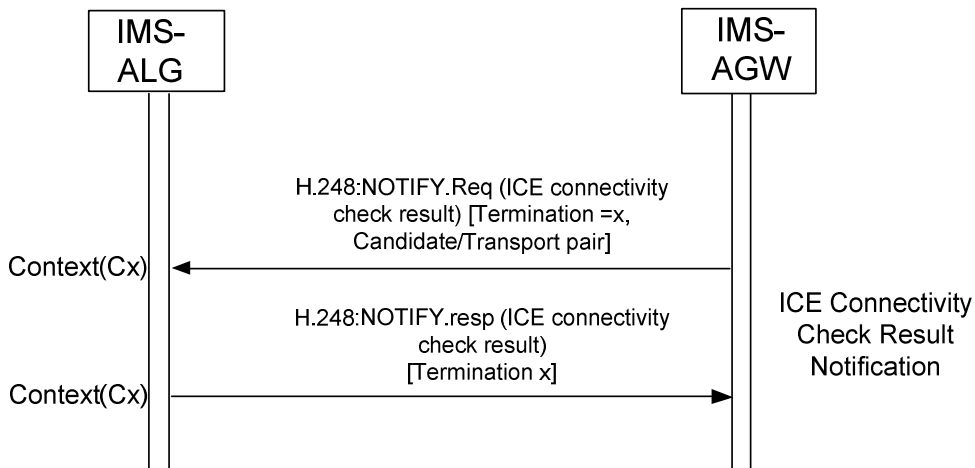 IMS-
ALG
IMS-
AGW
H.248:NOTIFY.Req (ICE connectivity
check result) [Termination =x,
Candidate/Transport pair]
Context(Cx)
H.248:NOTIFY.resp (ICE connectivity
check result)
[Termination x]
Context(Cx)
ICE Connectivity
Check Result
Notification